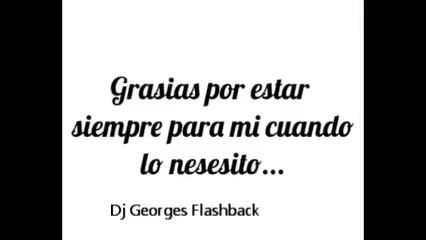 Grasias por estar
siempre para mi cuando
lo nesesito...
Dj Georges Flashback